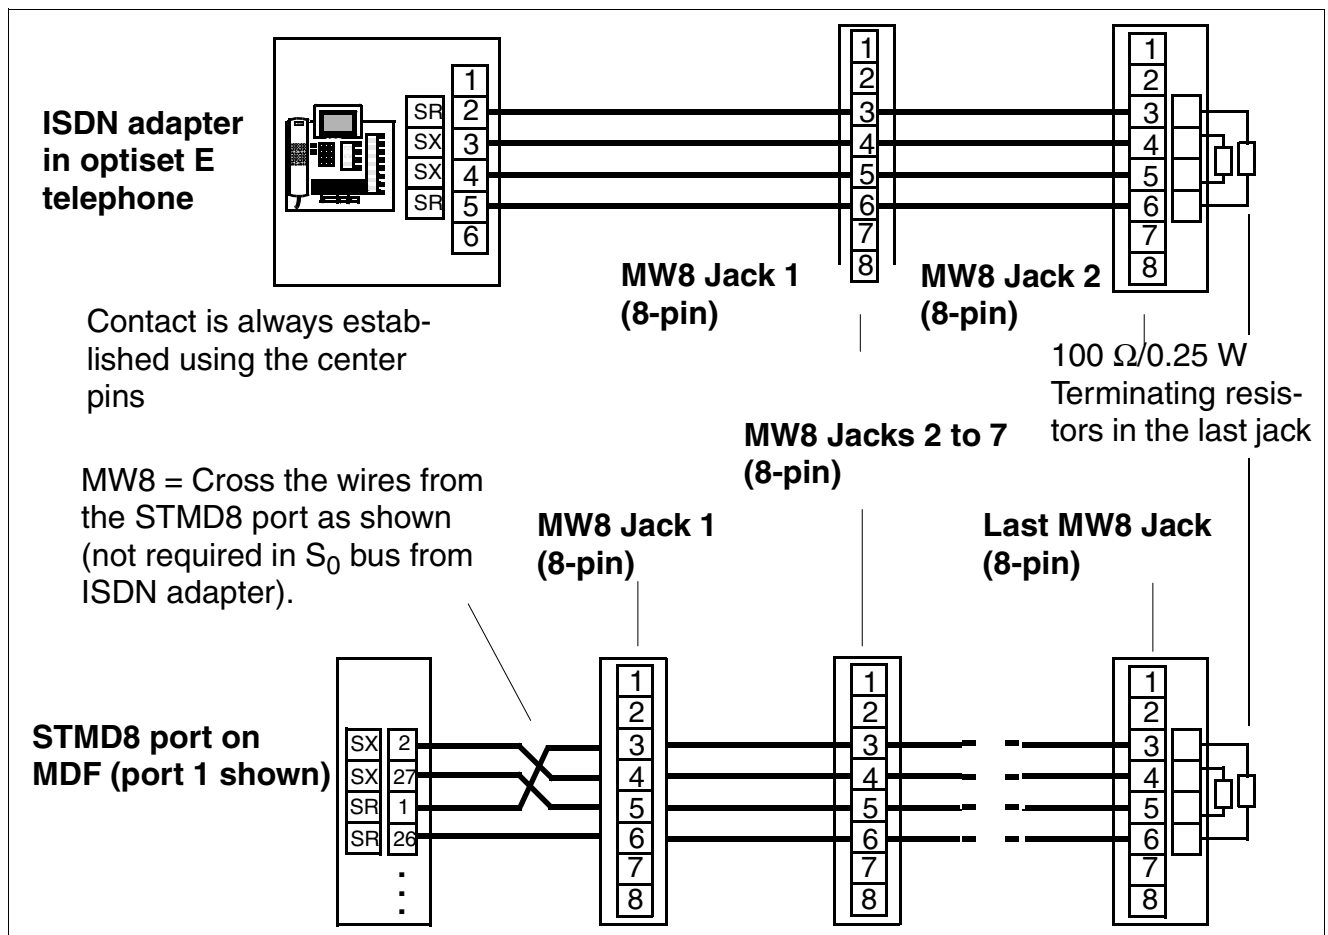 ISDN adapter
in optiset E
telephone
SR
SX
SX
SR
1
2
3
4
5
6
1
2
3
4
5
6
7
8
1
2
3
4
5
6
7
8
MW8 Jack 1
(8-pin)
MW8 Jack 2
(8-pin)
Contact is always estab-
lished using the center
pins
100 Ω/0.25 W
Terminating resis-
tors in the last jack
MW8 Jacks 2 to 7
(8-pin)
MW8 = Cross the wires from
the STMD8 port as shown
(not required in S0 bus from
ISDN adapter).
MW8 Jack 1
(8-pin)
Last MW8 Jack
(8-pin)
STMD8 port on
MDF (port 1 shown)
SX 2
SX 27
SR 1
SR 26
1
2
3
4
5
6
7
8
1
2
3
4
5
6
7
8
1
2
3
4
5
6
7
8